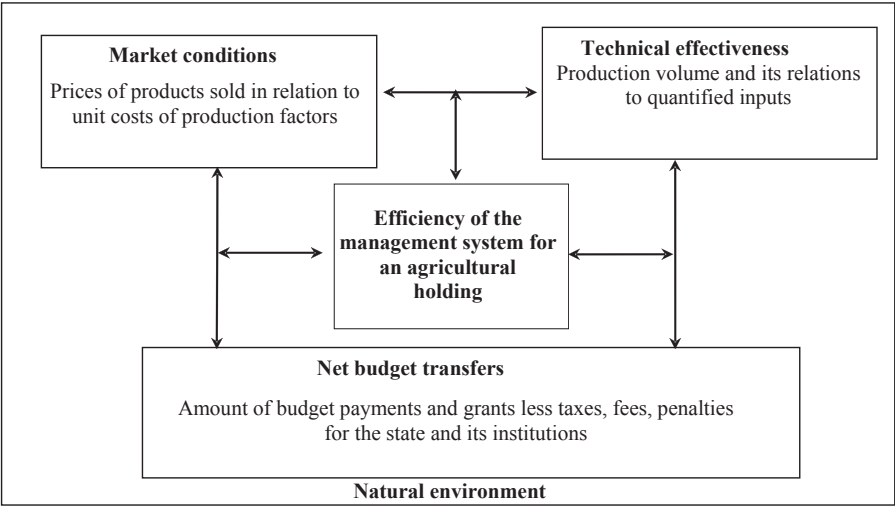 Market conditions
Prices of products sold in relation to
unit costs of production factors
Technical effectiveness
Production volume and its relations
to quantified inputs
Efficiency of the
management system for
an agricultural
holding
Net budget transfers
Amount of budget payments and grants less taxes, fees, penalties
for the state and its institutions
Natural environment